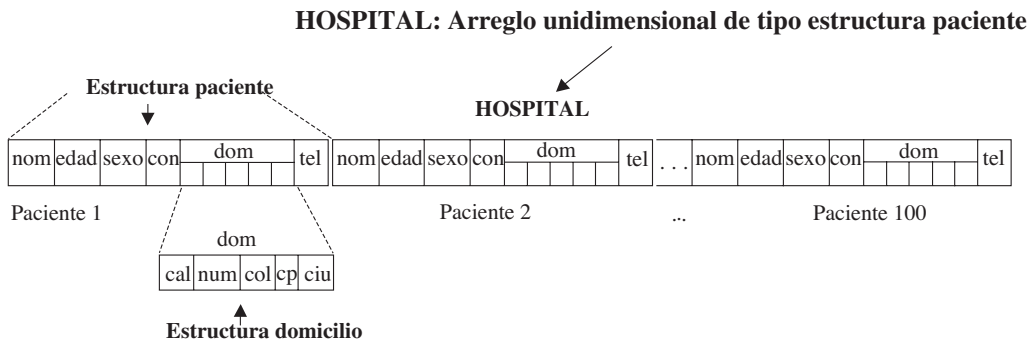 HOSPITAL: Arreglo unidimensional de tipo estructura paciente
Estructura paciente
HOSPITAL
nom edad sexo con dom tel nom edad sexo con dom tel . . . nom edad sexo con dom tel
Paciente 1 Paciente 2 ... Paciente 100
dom
cal num col cp ciu
Estructura domicilio